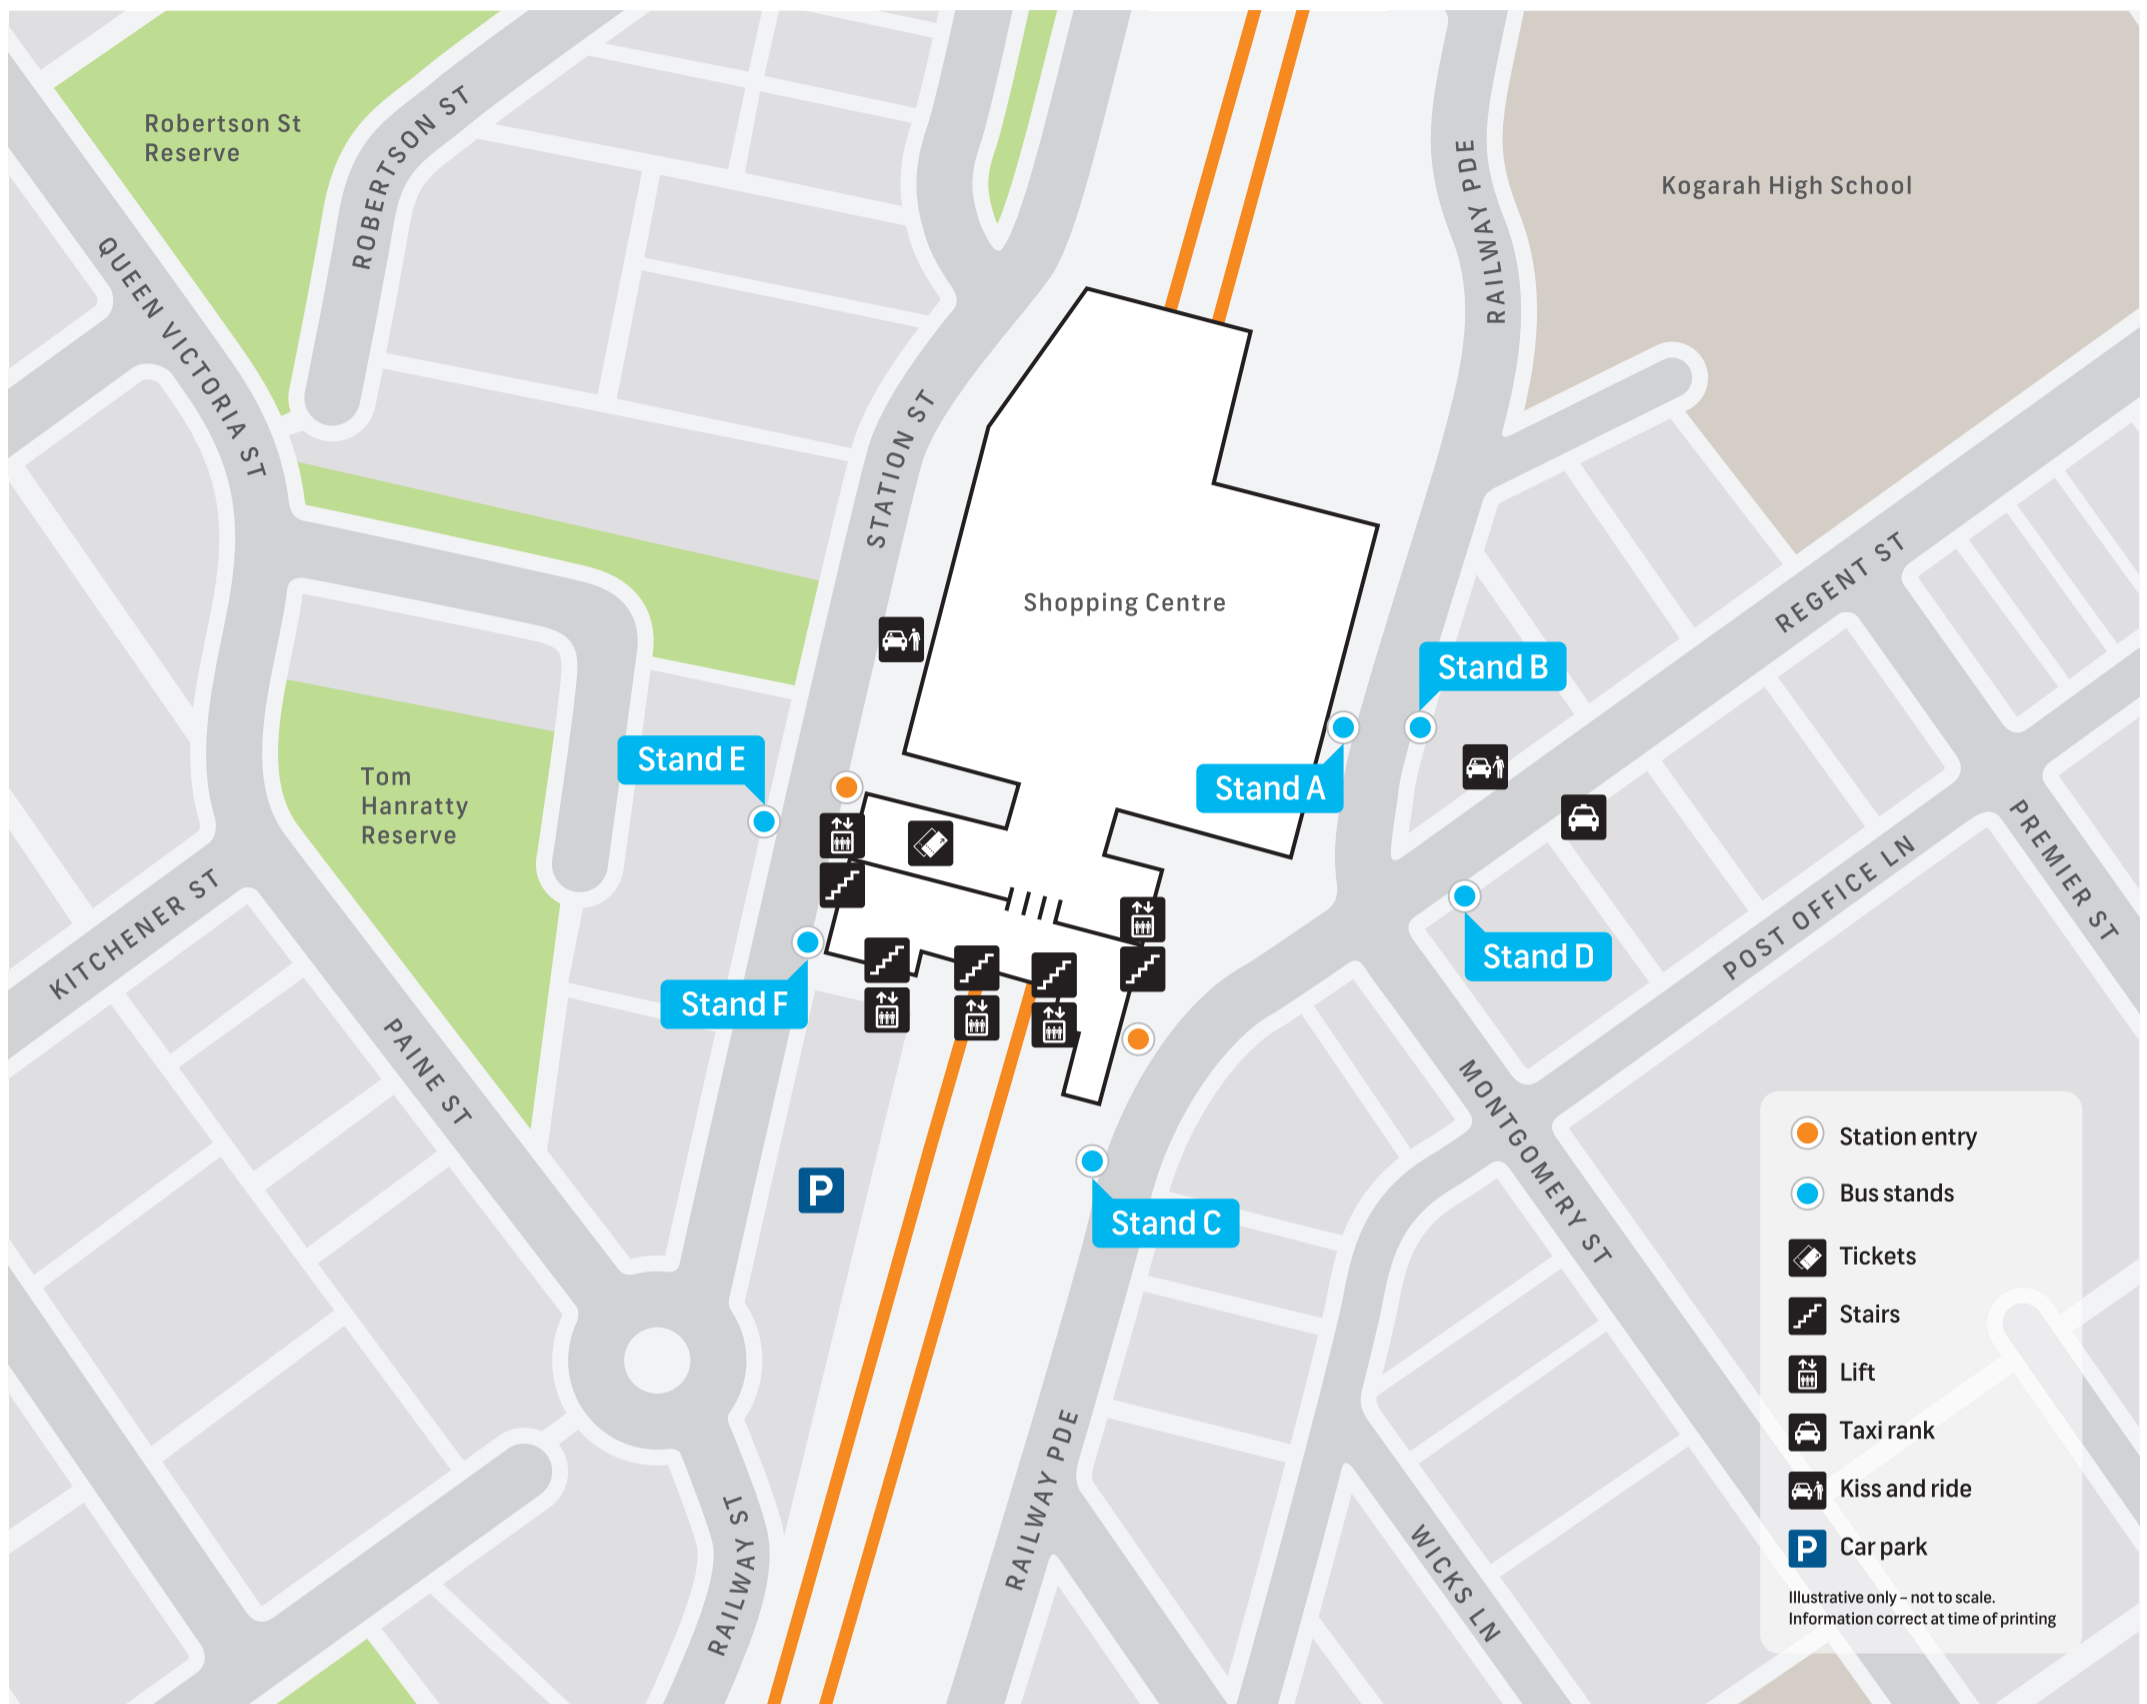 Robertson St
Reserve
ROBERTSON ST
QUEEN VICTORIA ST
RAILWAY PDE
Kogarah High School
STATION ST
Shopping Centre
REGENT ST
Stand B
Stand E
Stand A
Tom
Hanratty
Reserve
KITCHENER ST
PREMIER ST
POST OFFICE LN
Stand D
Stand F
PAINE ST
MONTGOMERY ST
P
Stand C
RAILWAY PDE
RAILWAY ST
WICKS LN
Station entry
Bus stands
Tickets
Stairs
Lift
Taxi rank
Kiss and ride
P Car park
Illustrative only – not to scale.
Information correct at time of printing